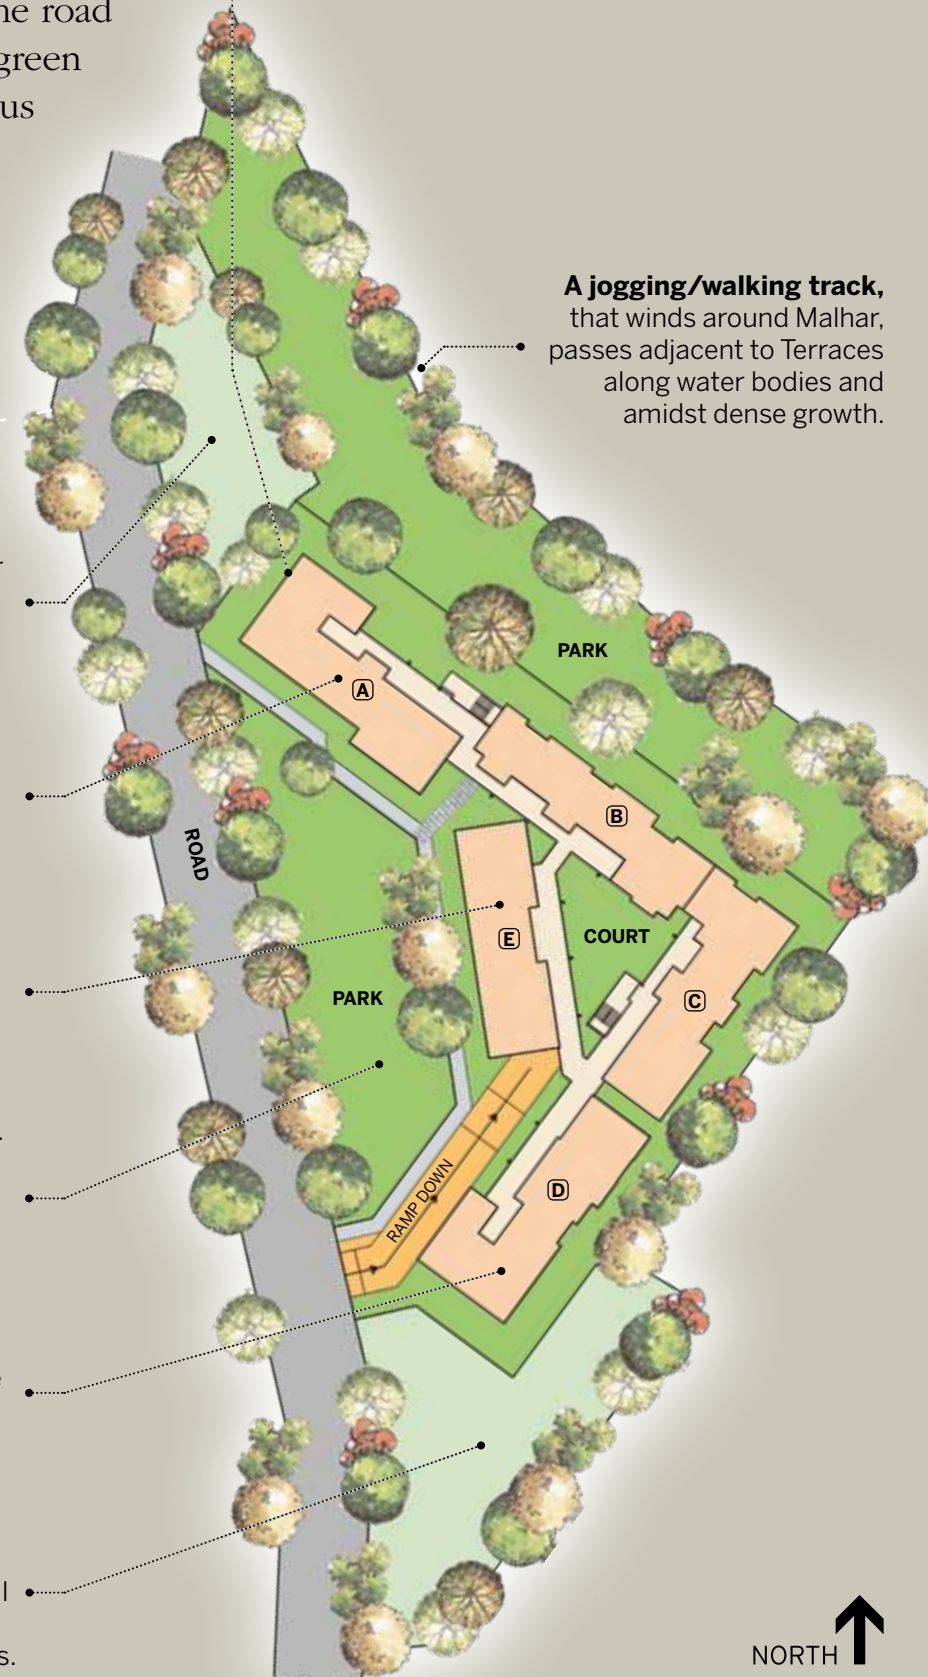 he road
green
us
A jogging/walking track,
that winds around Malhar,
passes adjacent to Terraces
along water bodies and
amidst dense growth.
PARK
A
B
ROAD
E
COURT
PARK
C
RAMP DOWN
D
l
s.
NORTH